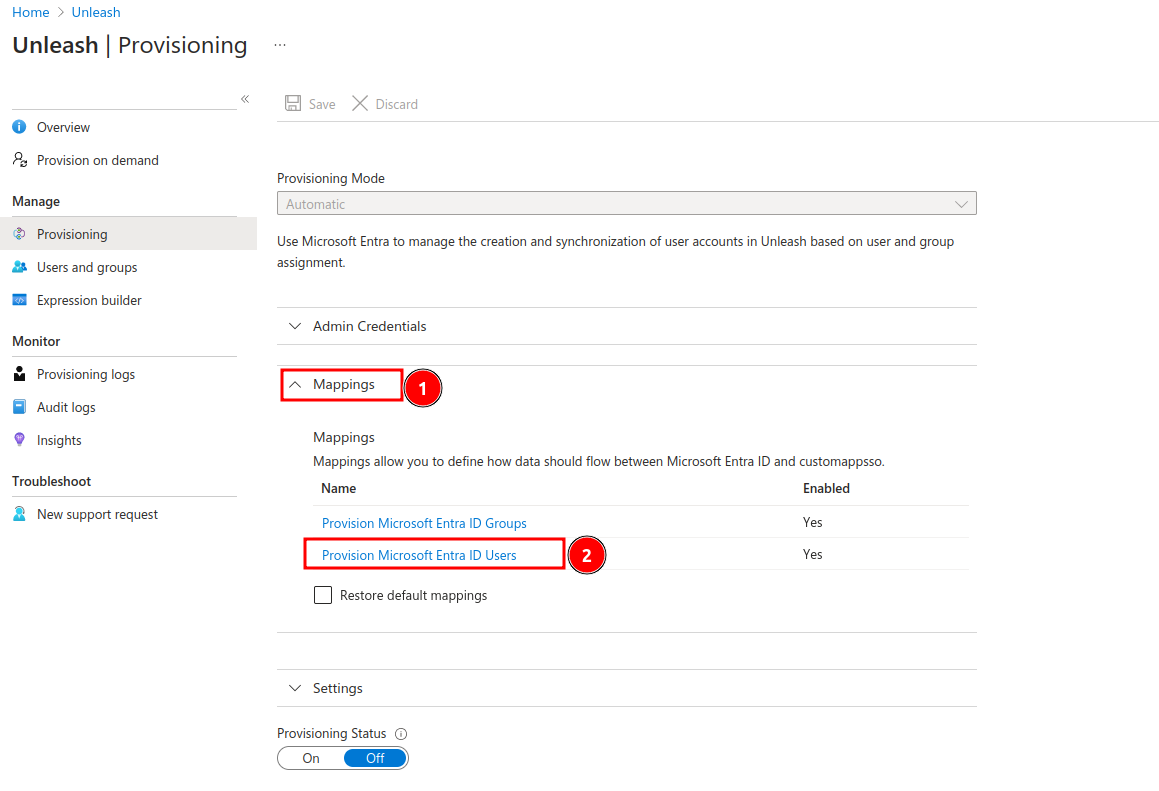 Home > Unleash
Unleash | Provisioning ...
«
Save Discard
Overview
Provision on demand
Manage
Provisioning
Users and groups
Expression builder
Monitor
Provisioning logs
Audit logs
Insights
Troubleshoot
New support request
Provisioning Mode
Automatic
Use Microsoft Entra to manage the creation and synchronization of user accounts in Unleash based on user and group
assignment.
Admin Credentials
Mappings 1
Mappings
Mappings allow you to define how data should flow between Microsoft Entra ID and customappsso.
Name Enabled
Provision Microsoft Entra ID Groups Yes
Provision Microsoft Entra ID Users 2 Yes
Restore default mappings
Settings
Provisioning Status
On Off